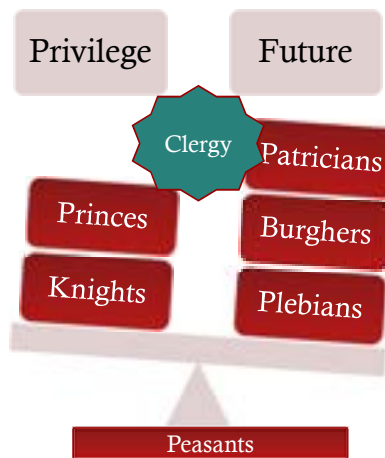 Privilege
Future
Clergy
Patricians
Princes
Burghers
Knights
Plebians
Peasants